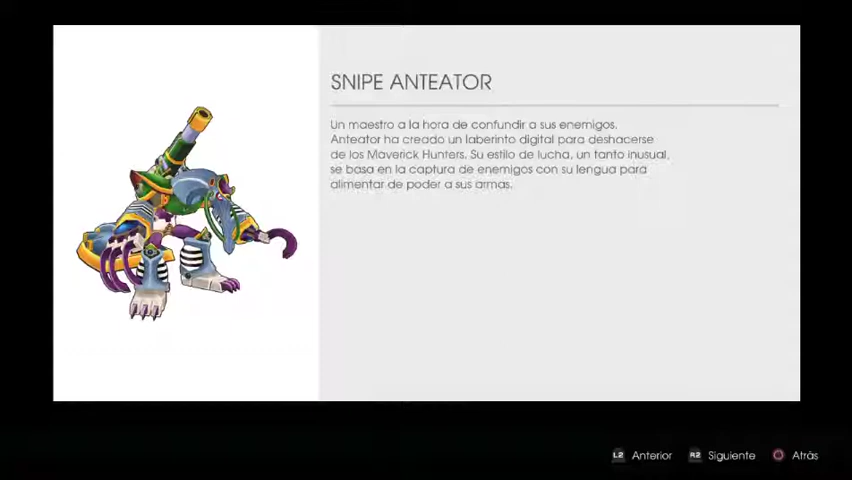 SNIPE ANTEATOR
Un maestro a la hora de confundir a sus enemigos.
Anteator ha creado un laberinto digital para deshacerse
de los Maverick Hunters. Su estilo de lucha, un tanto inusual,
se basa en la captura de enemigos con su lengua para
alimentar de poder a sus armas.
L2 Anterior R2 Siguiente Atrás